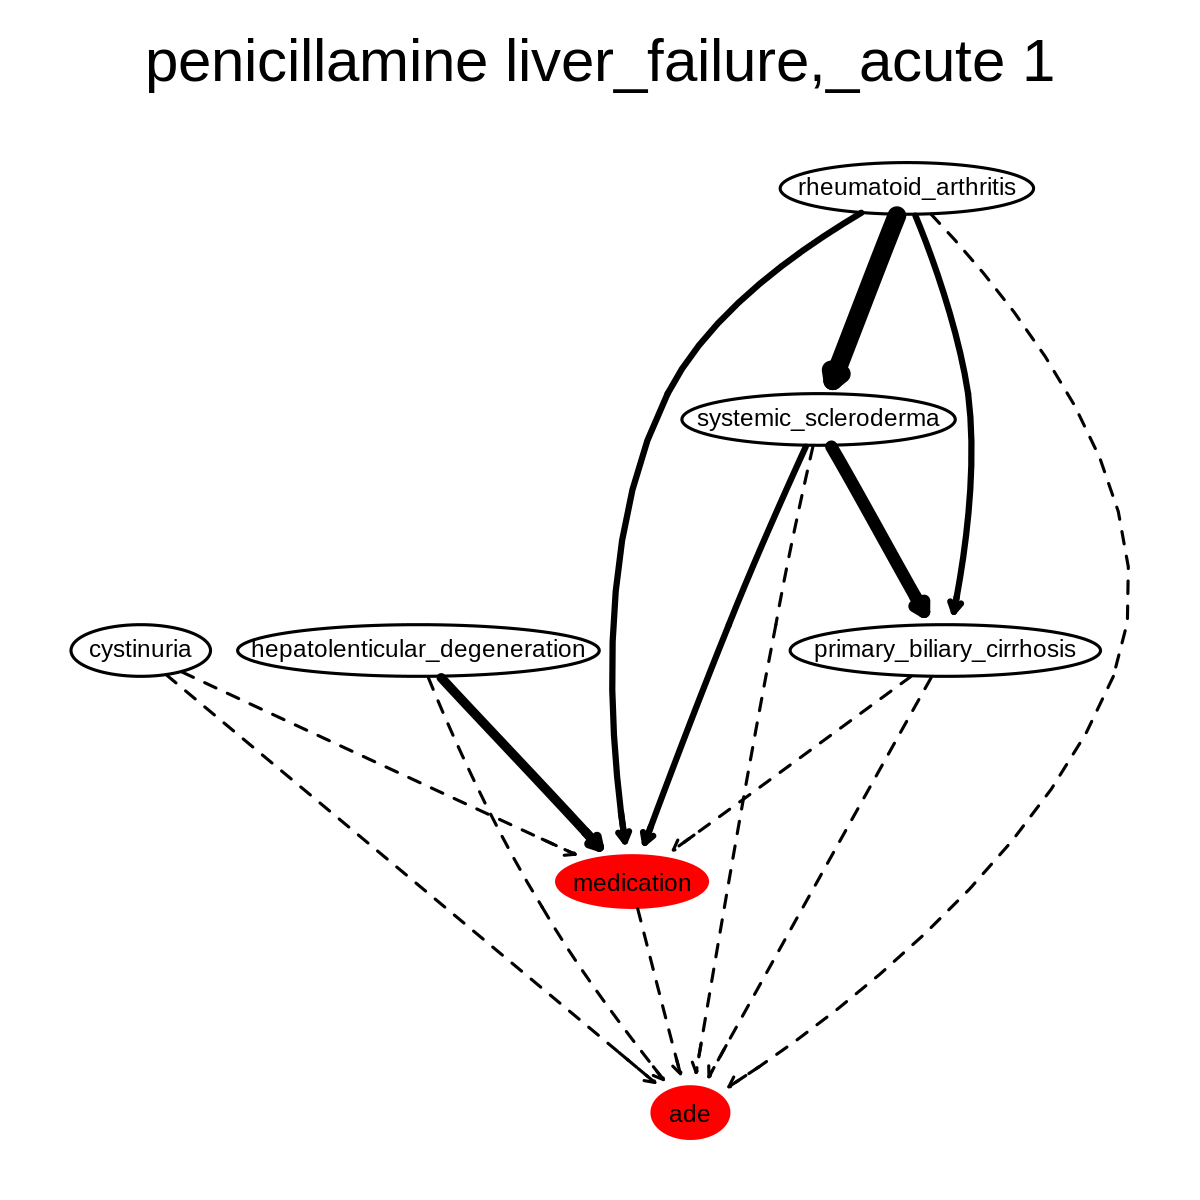 penicillamine liver_failure,_acute 1
rheumatoid_arthritis
systemic_scleroderma
cystinuria
hepatolenticular_degeneration
primary_biliary_cirrhosis
medication
ade